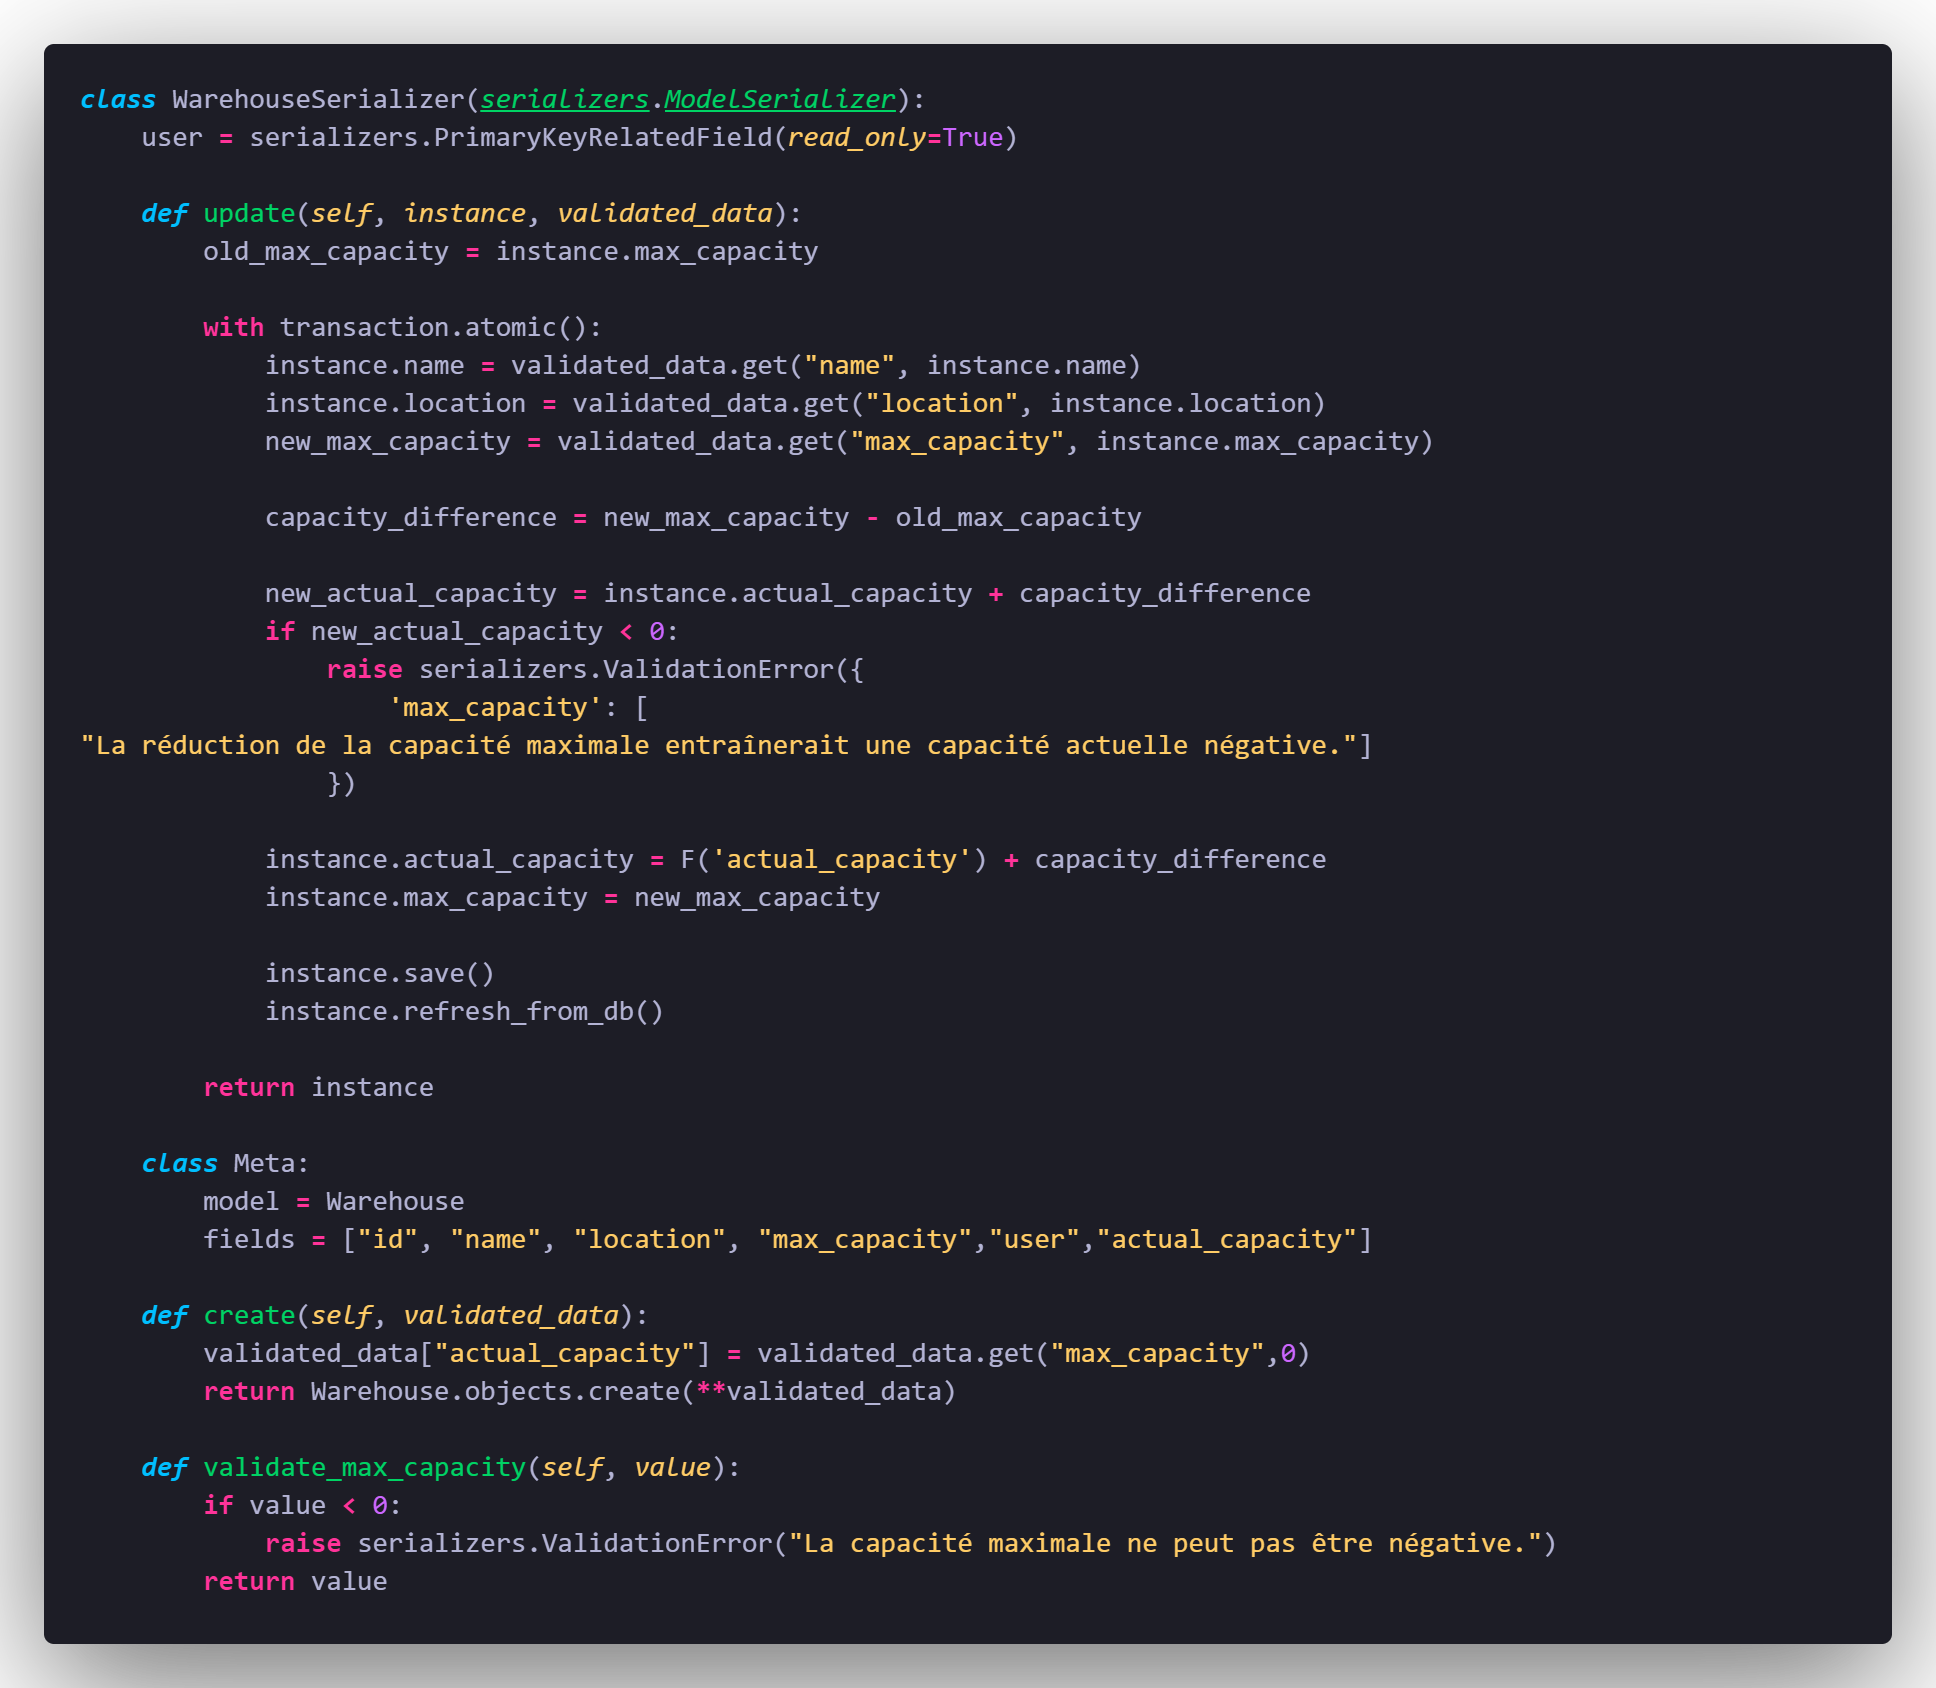 class WarehouseSerializer(serializers.ModelSerializer):
    user = serializers.PrimaryKeyRelatedField(read_only=True)

    def update(self, instance, validated_data):
        old_max_capacity = instance.max_capacity

        with transaction.atomic():
            instance.name = validated_data.get("name", instance.name)
            instance.location = validated_data.get("location", instance.location)
            new_max_capacity = validated_data.get("max_capacity", instance.max_capacity)

            capacity_difference = new_max_capacity - old_max_capacity

            new_actual_capacity = instance.actual_capacity + capacity_difference
            if new_actual_capacity < 0:
                raise serializers.ValidationError({
                    'max_capacity': [
"La réduction de la capacité maximale entraînerait une capacité actuelle négative."]
                })

            instance.actual_capacity = F('actual_capacity') + capacity_difference
            instance.max_capacity = new_max_capacity

            instance.save()
            instance.refresh_from_db()

        return instance

    class Meta:
        model = Warehouse
        fields = ["id", "name", "location", "max_capacity","user","actual_capacity"]

    def create(self, validated_data):
        validated_data["actual_capacity"] = validated_data.get("max_capacity",0)
        return Warehouse.objects.create(**validated_data)

    def validate_max_capacity(self, value):
        if value < 0:
            raise serializers.ValidationError("La capacité maximale ne peut pas être négative.")
        return value